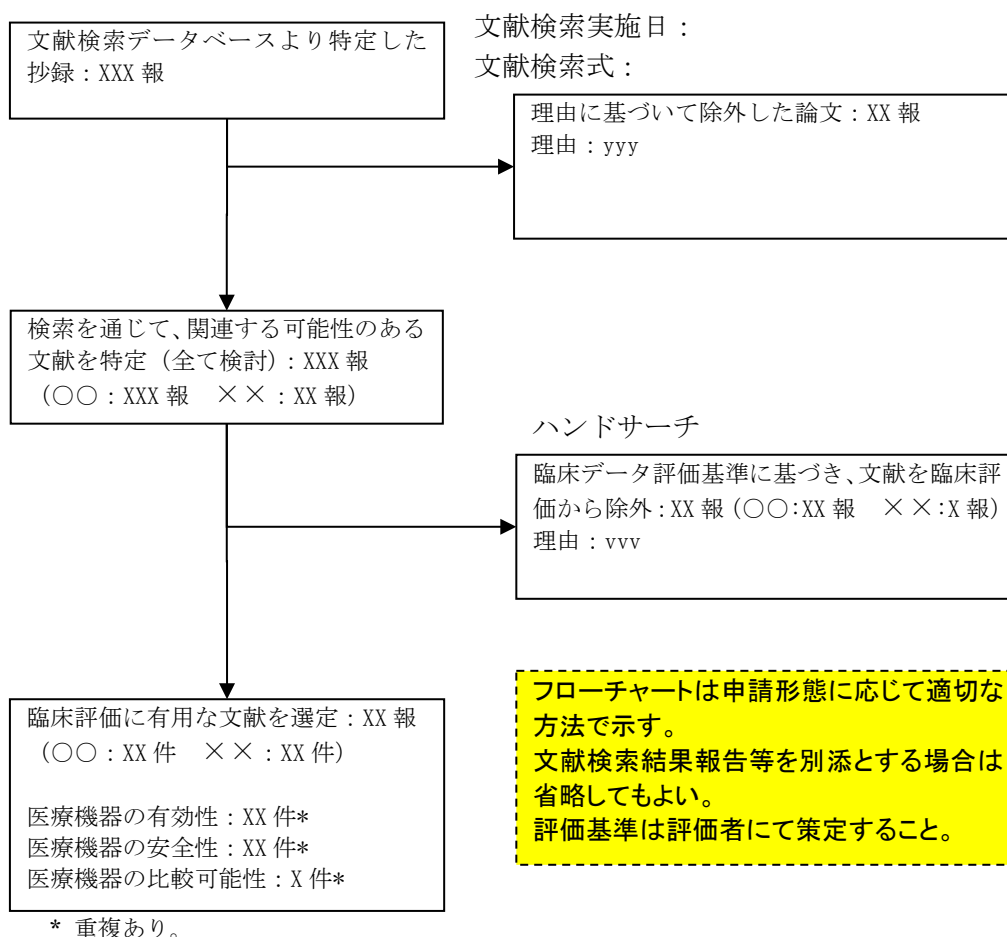 文献検索データベースより特定した
抄録：XXX 報
文献検索実施日：
文献検索式：
理由に基づいて除外した論文：XX 報
理由：yyy
検索を通じて、関連する可能性のある
文献を特定（全て検討）：XXX 報
（○○：XXX 報　××：XX 報）
ハンドサーチ
臨床データ評価基準に基づき、文献を臨床評
価から除外：XX 報（○○：XX 報　××：X 報）
理由：vvv
臨床評価に有用な文献を選定：XX 報
（○○：XX 件　××：XX 件）
医療機器の有効性：XX 件*
医療機器の安全性：XX 件*
医療機器の比較可能性：X 件*
* 重複あり。
フローチャートは申請形態に応じて適切な
方法で示す。
文献検索結果報告等を別添とする場合は
省略してもよい。
評価基準は評価者にて策定すること。